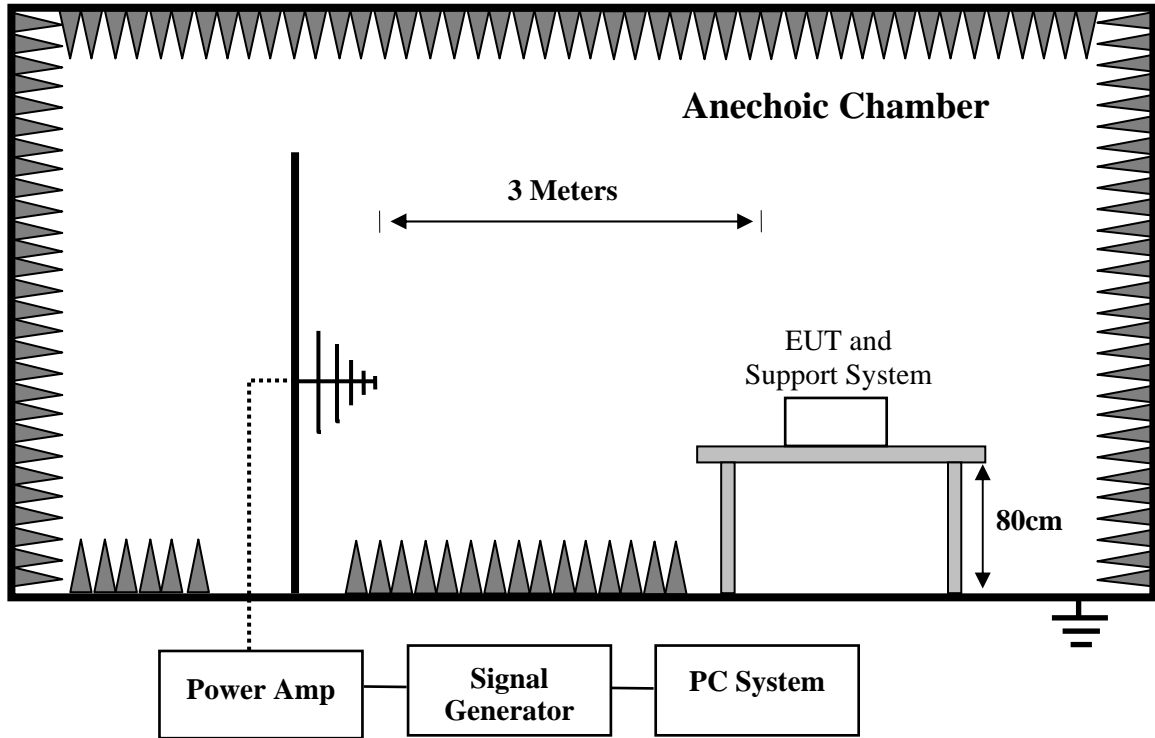 Anechoic Chamber
3 Meters
EUT and
Support System
80cm
Power Amp
Signal
Generator
PC System